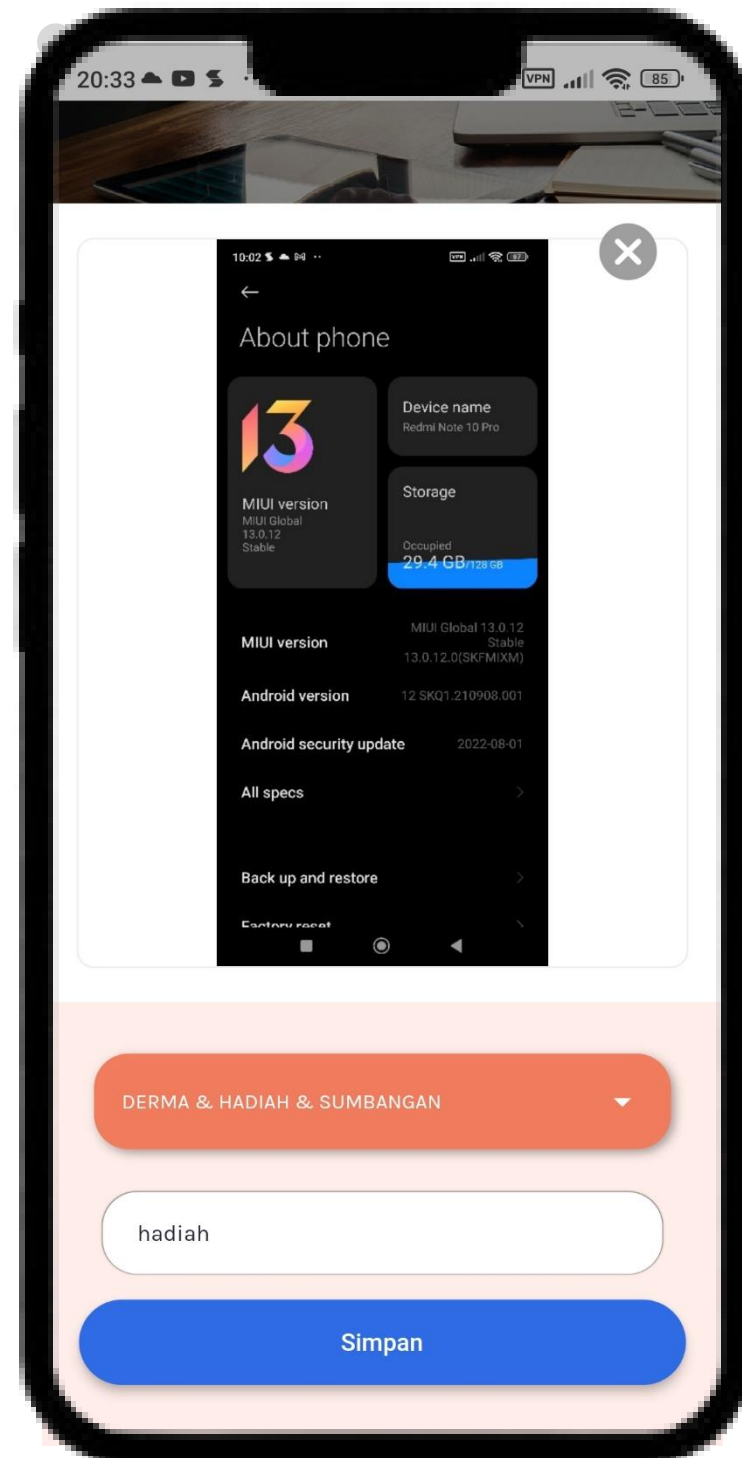 20:33
VPN
85
10:02
VPN
87
About phone
13
MIUI version
MIUI Global
13.0.12
Stable
Device name
Redmi Note 10 Pro
Storage
Occupied
29.4 GB/128 GB
MIUI version
MIUI Global 13.0.12
Stable
13.0.12.0(SKFMIXM)
Android version 12 SKQ1.210908.001
Android security update 2022-08-01
All specs
Back up and restore
Factory reset
DERMA & HADIAH & SUMBANGAN
hadiah
Simpan